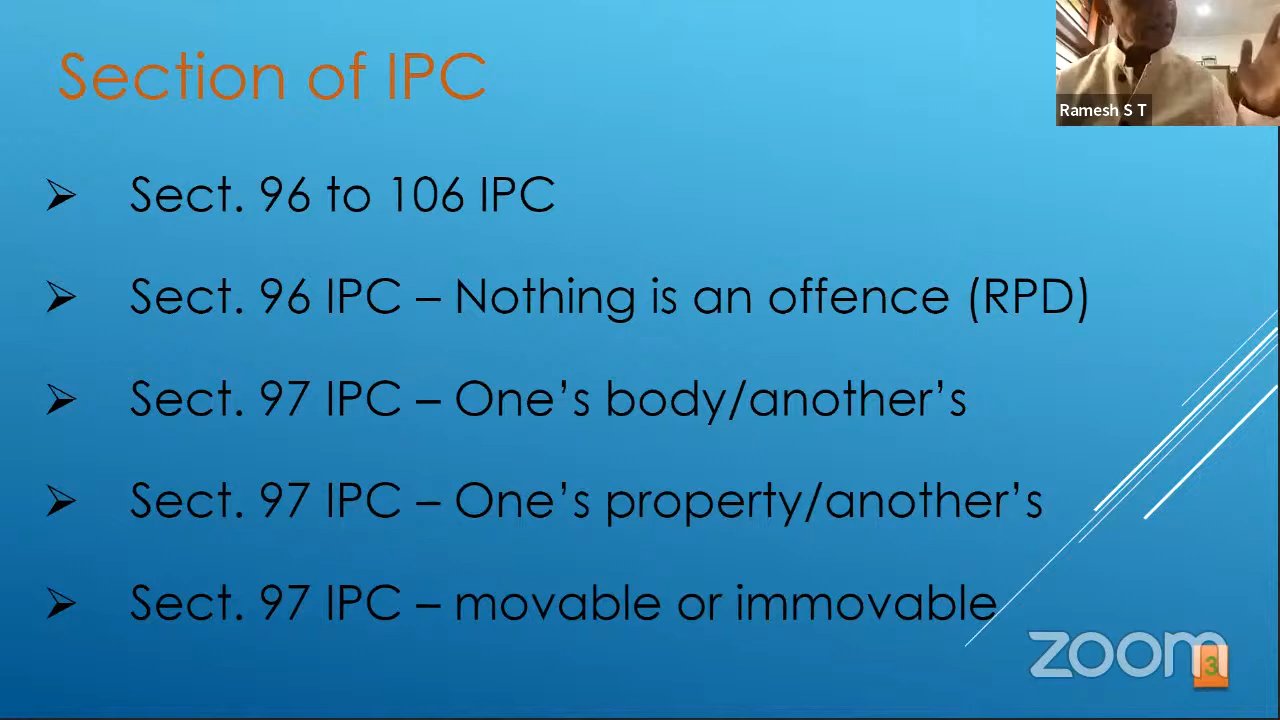 Section of IPC
Ramesh S T
➢ Sect. 96 to 106 IPC
➢ Sect. 96 IPC – Nothing is an offence (RPD)
➢ Sect. 97 IPC – One’s body/another’s
➢ Sect. 97 IPC – One’s property/another’s
➢ Sect. 97 IPC – movable or immovable
zoom
3